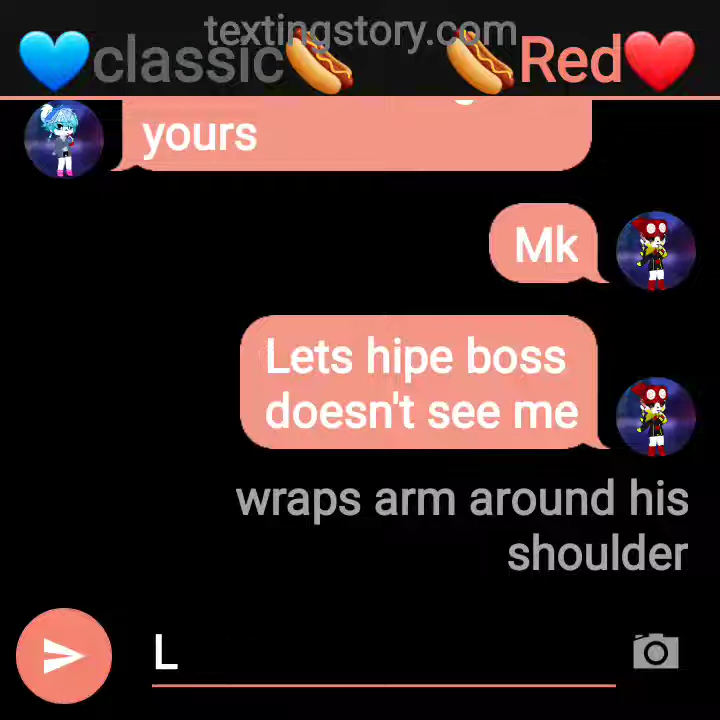 textingstory.com
💙classic🌭 🌭Red❤️
yours
Mk
Lets hipe boss
doesn't see me
wraps arm around his
shoulder
L